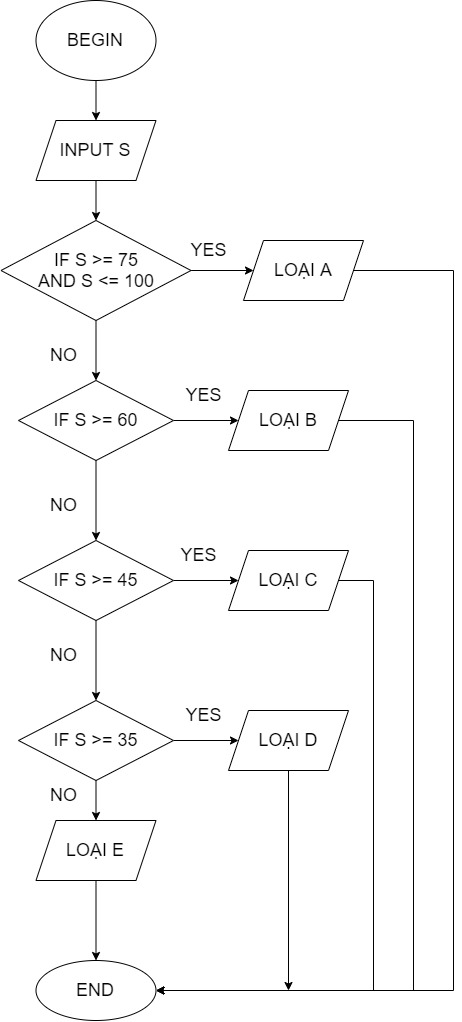 BEGIN
INPUT S
IF S >= 75
AND S <= 100
YES
LOẠI A
NO
IF S >= 60
YES
LOẠI B
NO
IF S >= 45
YES
LOẠI C
NO
IF S >= 35
YES
LOẠI D
NO
LOẠI E
END